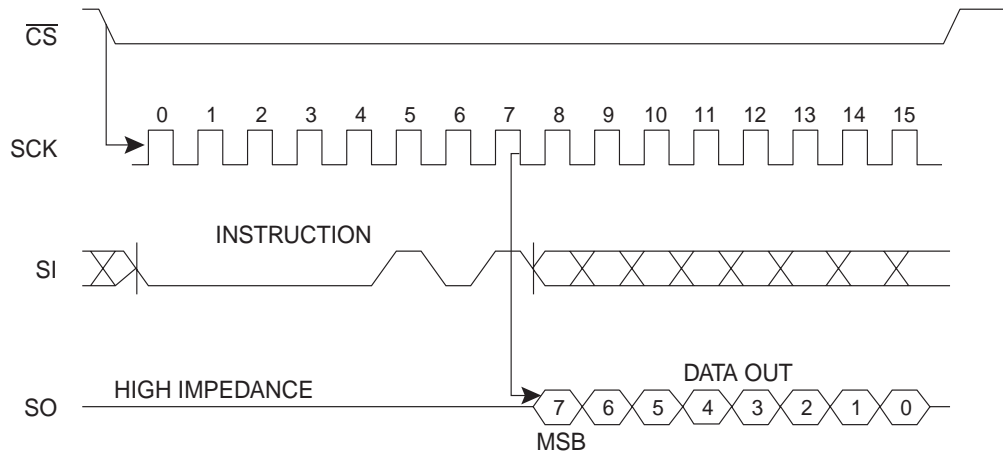 CS
0 1 2 3 4 5 6 7 8 9 10 11 12 13 14 15
SCK
INSTRUCTION
SI
HIGH IMPEDANCE
DATA OUT
SO
7 6 5 4 3 2 1 0
MSB